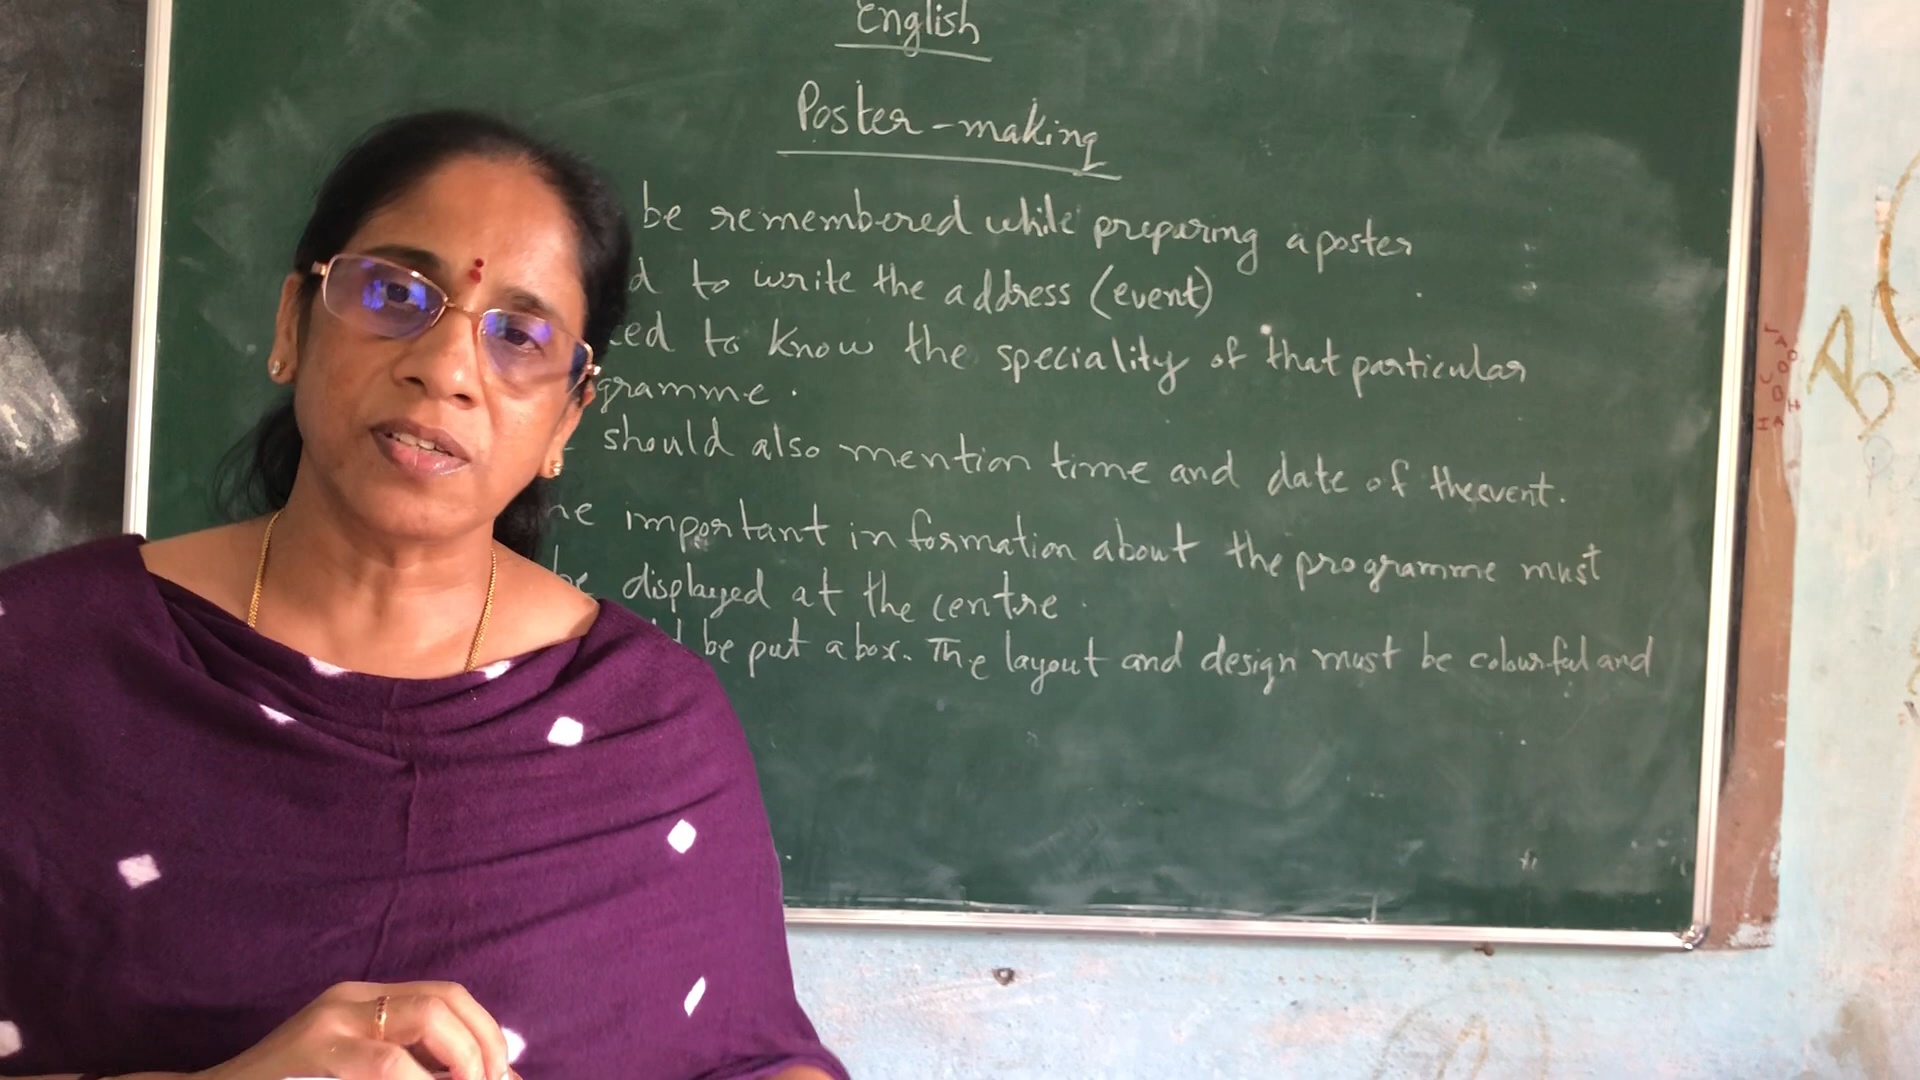 English
Poster-making
be remembered while preparing a poster
to write the address (event)
to know the speciality of that particular
gramme.
should also mention time and date of the event.
important information about the programme must
be displayed at the centre.
be put a box. The layout and design must be colourful and